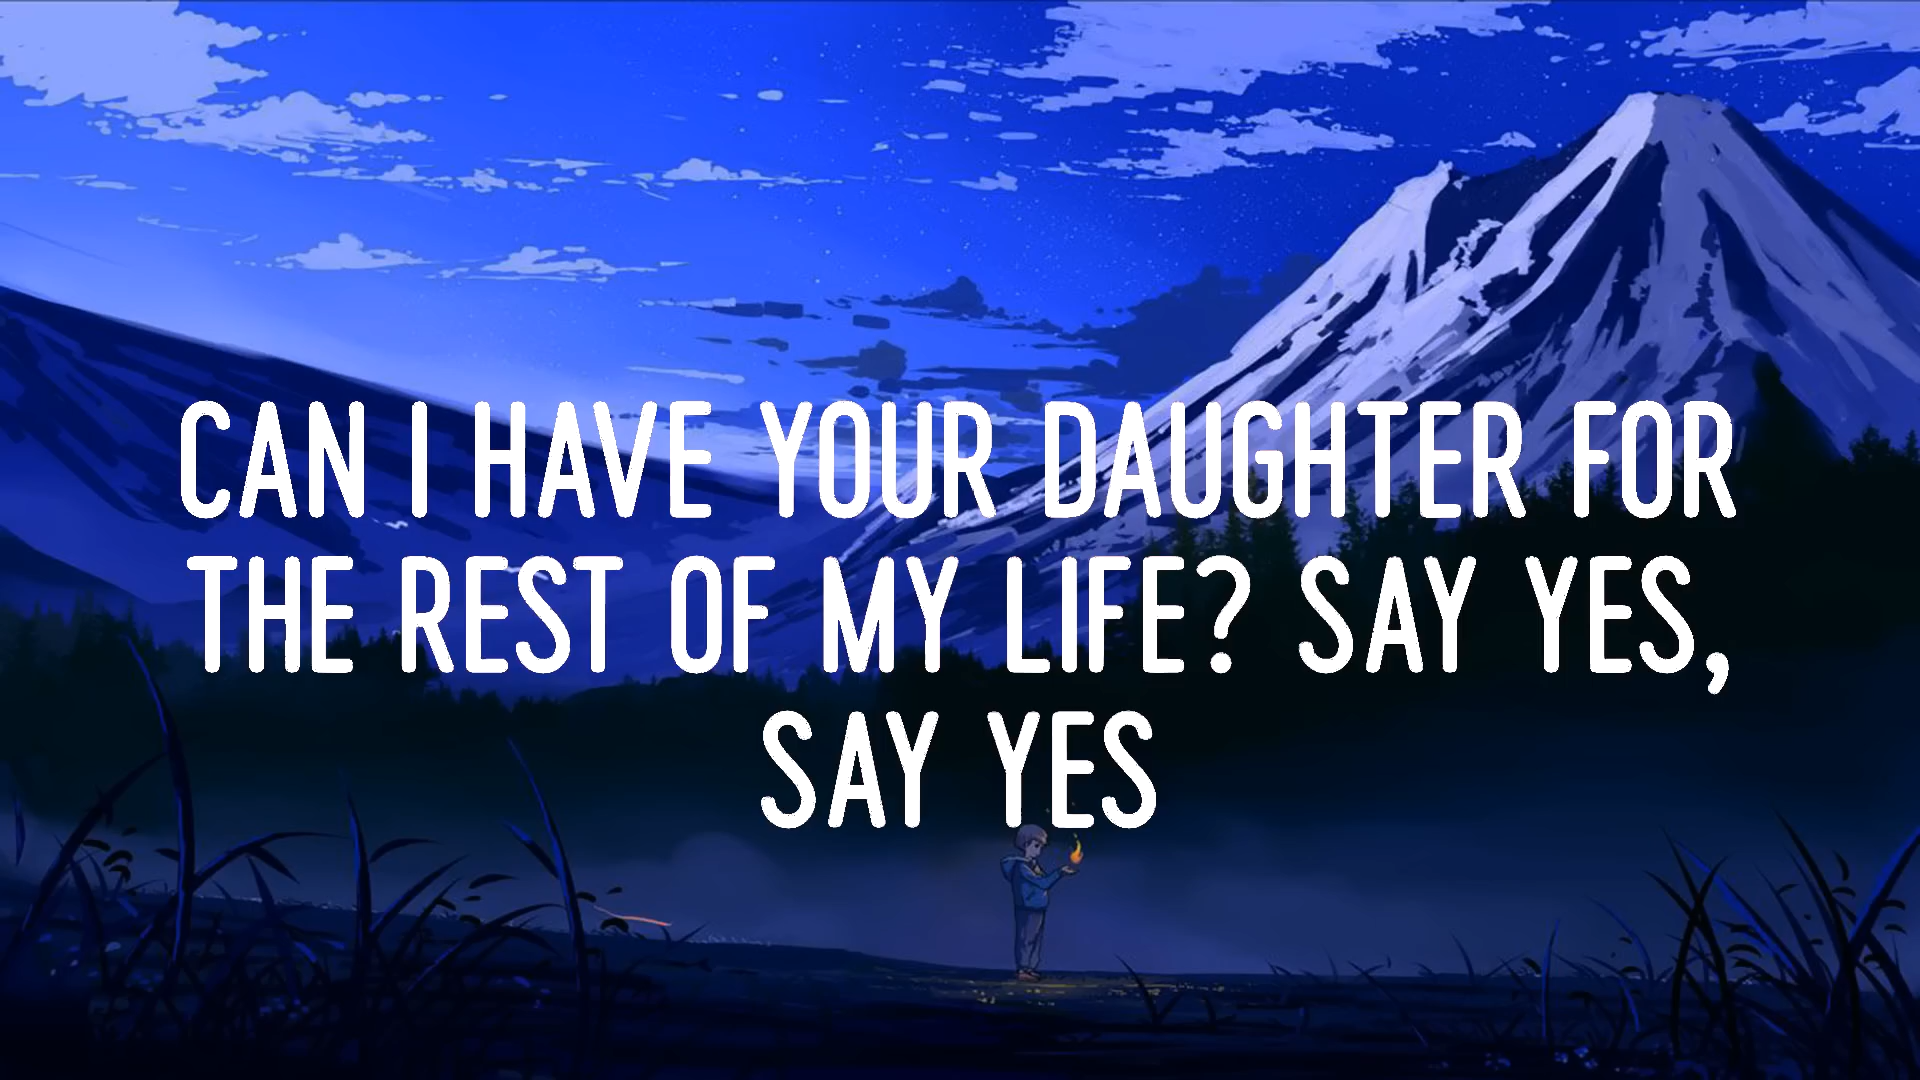 CAN I HAVE YOUR DAUGHTER FOR
THE REST OF MY LIFE? SAY YES,
SAY YES